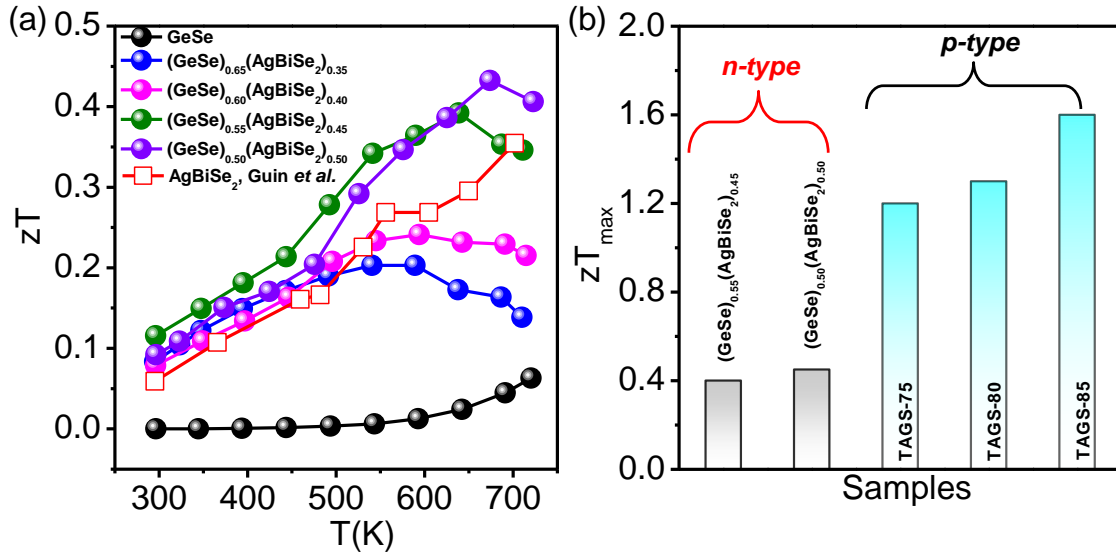 (a)
0.5
0.4
0.3
0.2
0.1
0.0
zT
GeSe
(GeSe)0.65(AgBiSe2)0.35
(GeSe)0.60(AgBiSe2)0.40
(GeSe)0.55(AgBiSe2)0.45
(GeSe)0.50(AgBiSe2)0.50
AgBiSe2, Guin et al.
300 400 500 600 700
T(K)
(b)
2.0
1.6
1.2
0.8
0.4
0.0
zTmax
n-type
p-type
(GeSe)0.55(AgBiSe2)0.45
(GeSe)0.50(AgBiSe2)0.50
TAGS-75
TAGS-80
TAGS-85
Samples